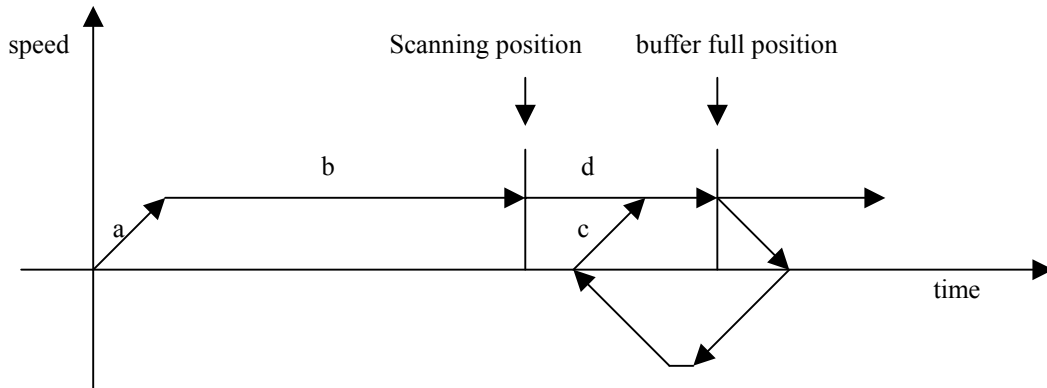 speed
Scanning position
buffer full position
b
d
a
c
time